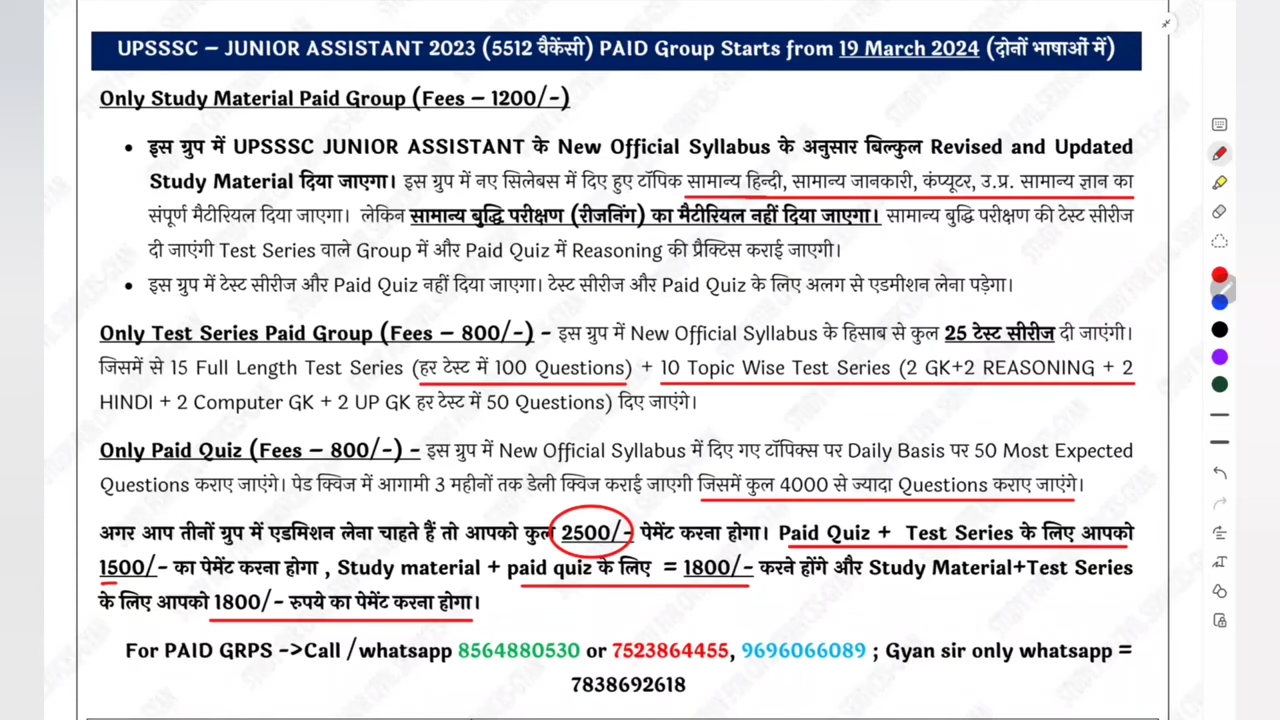 UPSSSC – JUNIOR ASSISTANT 2023 (5512 वैकेंसी) PAID Group Starts from 19 March 2024 (दोनों भाषाओं में)
Only Study Material Paid Group (Fees – 1200/-)
• इस ग्रुप में UPSSSC JUNIOR ASSISTANT के New Official Syllabus के अनुसार बिल्कुल Revised and Updated
Study Material दिया जाएगा। इस ग्रुप में नए सिलेबस में दिए हुए टॉपिक सामान्य हिन्दी, सामान्य जानकारी, कंप्यूटर, उ.प्र. सामान्य ज्ञान का
संपूर्ण मैटीरियल दिया जाएगा। लेकिन सामान्य बुद्धि परीक्षण (रीजनिंग) का मैटीरियल नहीं दिया जाएगा। सामान्य बुद्धि परीक्षण की टेस्ट सीरीज
दी जाएंगी Test Series वाले Group में और Paid Quiz में Reasoning की प्रैक्टिस कराई जाएगी।
• इस ग्रुप में टेस्ट सीरीज और Paid Quiz नहीं दिया जाएगा। टेस्ट सीरीज और Paid Quiz के लिए अलग से एडमीशन लेना पड़ेगा।
Only Test Series Paid Group (Fees – 800/-) - इस ग्रुप में New Official Syllabus के हिसाब से कुल 25 टेस्ट सीरीज दी जाएंगी।
जिसमें से 15 Full Length Test Series (हर टेस्ट में 100 Questions) + 10 Topic Wise Test Series (2 GK+2 REASONING + 2
HINDI + 2 Computer GK + 2 UP GK हर टेस्ट में 50 Questions) दिए जाएंगे।
Only Paid Quiz (Fees – 800/-) - इस ग्रुप में New Official Syllabus में दिए गए टॉपिक्स पर Daily Basis पर 50 Most Expected
Questions कराए जाएंगे। पेड क्विज में आगामी 3 महीनों तक डेली क्विज कराई जाएगी जिसमें कुल 4000 से ज्यादा Questions कराए जाएंगे।
अगर आप तीनों ग्रुप में एडमिशन लेना चाहते हैं तो आपको कुल 2500/- पेमेंट करना होगा। Paid Quiz + Test Series के लिए आपको
1500/- का पेमेंट करना होगा , Study material + paid quiz के लिए = 1800/- करने होंगे और Study Material+Test Series
के लिए आपको 1800/- रुपये का पेमेंट करना होगा।
For PAID GRPS ->Call /whatsapp 8564880530 or 7523864455, 9696066089 ; Gyan sir only whatsapp =
7838692618